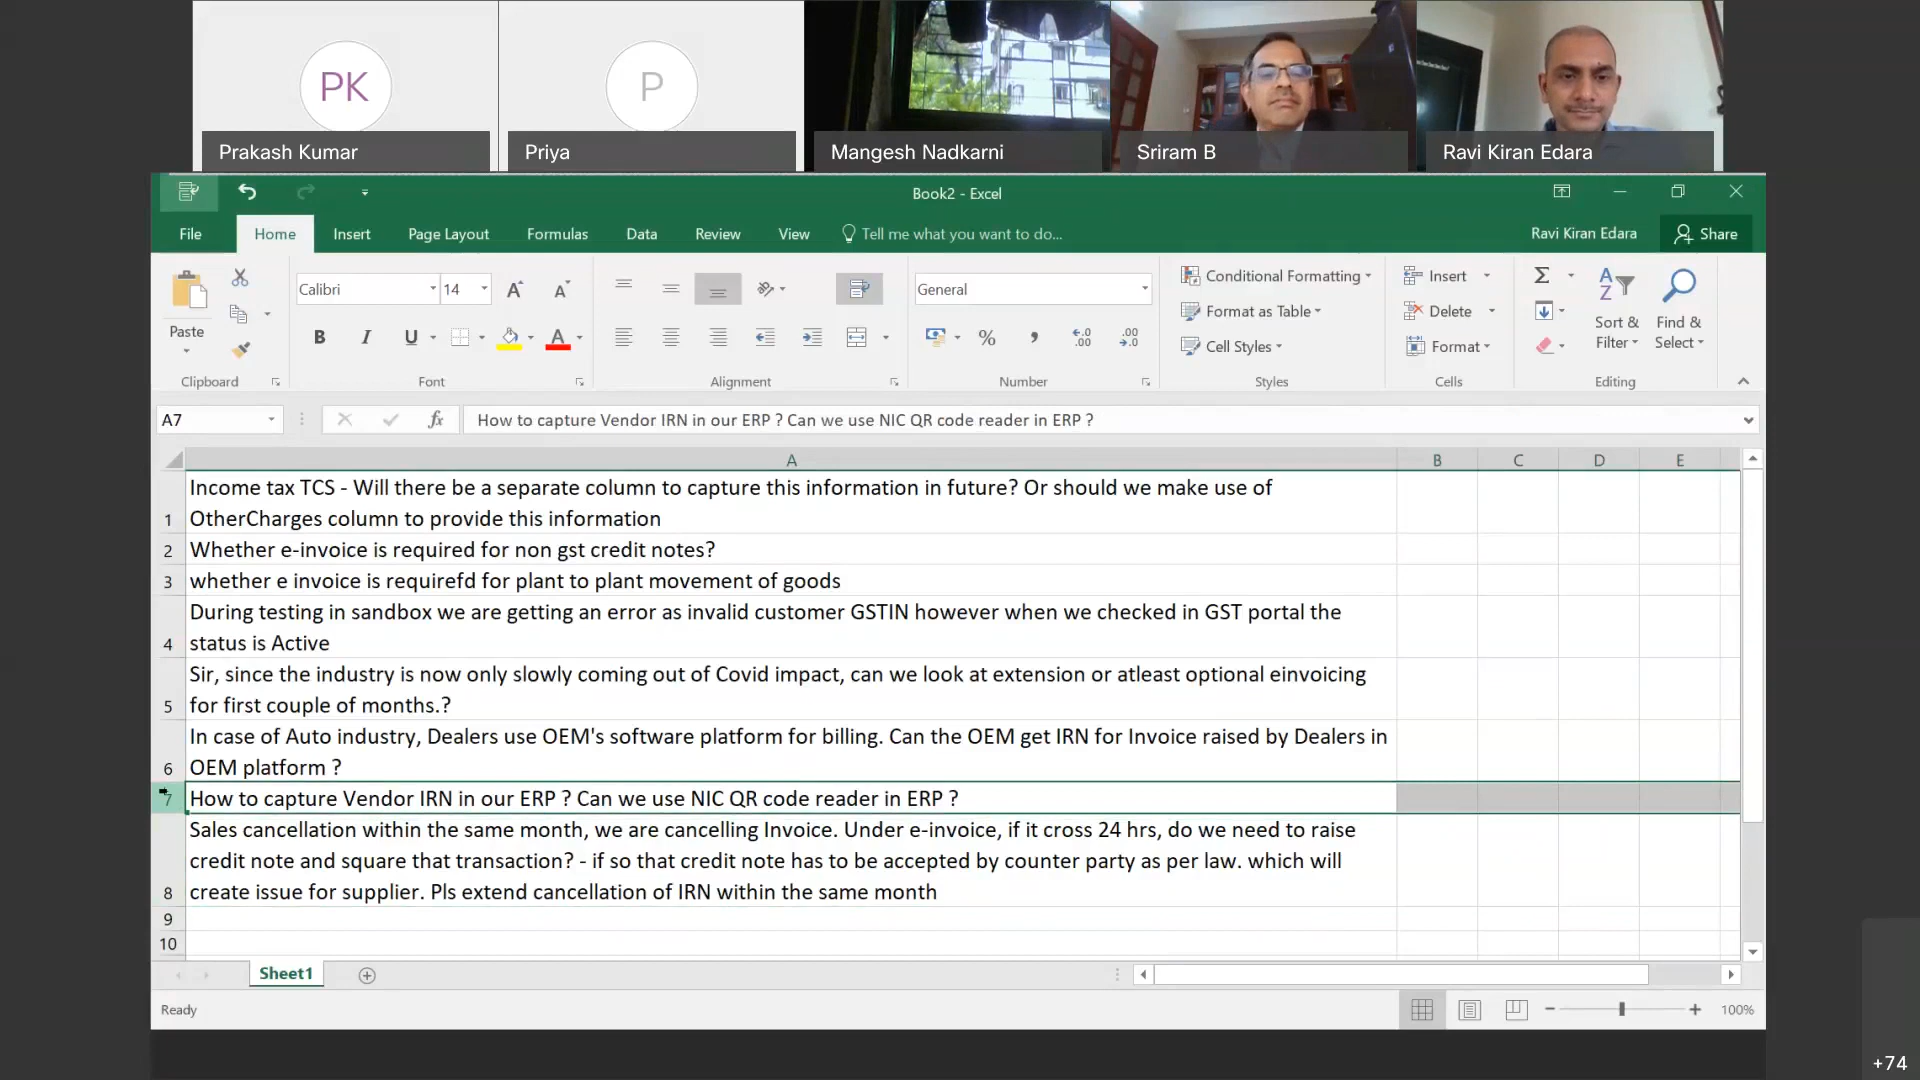 PK
P
Prakash Kumar
Priya
Mangesh Nadkarni
Sriram B
Ravi Kiran Edara
Book2 - Excel
File
Home
Insert
Page Layout
Formulas
Data
Review
View
Tell me what you want to do...
Ravi Kiran Edara
Share
Paste
Clipboard
Calibri
14
B I U
Font
Alignment
General
Number
Conditional Formatting
Format as Table
Cell Styles
Styles
Insert
Delete
Format
Cells
Sort & Filter
Find & Select
Editing
A7
fx
How to capture Vendor IRN in our ERP ? Can we use NIC QR code reader in ERP ?
A B C D E
Income tax TCS - Will there be a separate column to capture this information in future? Or should we make use of
1 OtherCharges column to provide this information
2 Whether e-invoice is required for non gst credit notes?
3 whether e invoice is requirefd for plant to plant movement of goods
During testing in sandbox we are getting an error as invalid customer GSTIN however when we checked in GST portal the
4 status is Active
Sir, since the industry is now only slowly coming out of Covid impact, can we look at extension or atleast optional einvoicing
5 for first couple of months.?
In case of Auto industry, Dealers use OEM's software platform for billing. Can the OEM get IRN for Invoice raised by Dealers in
6 OEM platform ?
7 How to capture Vendor IRN in our ERP ? Can we use NIC QR code reader in ERP ?
Sales cancellation within the same month, we are cancelling Invoice. Under e-invoice, if it cross 24 hrs, do we need to raise
credit note and square that transaction? - if so that credit note has to be accepted by counter party as per law. which will
8 create issue for supplier. Pls extend cancellation of IRN within the same month
9
10
Sheet1
Ready
100%
+74